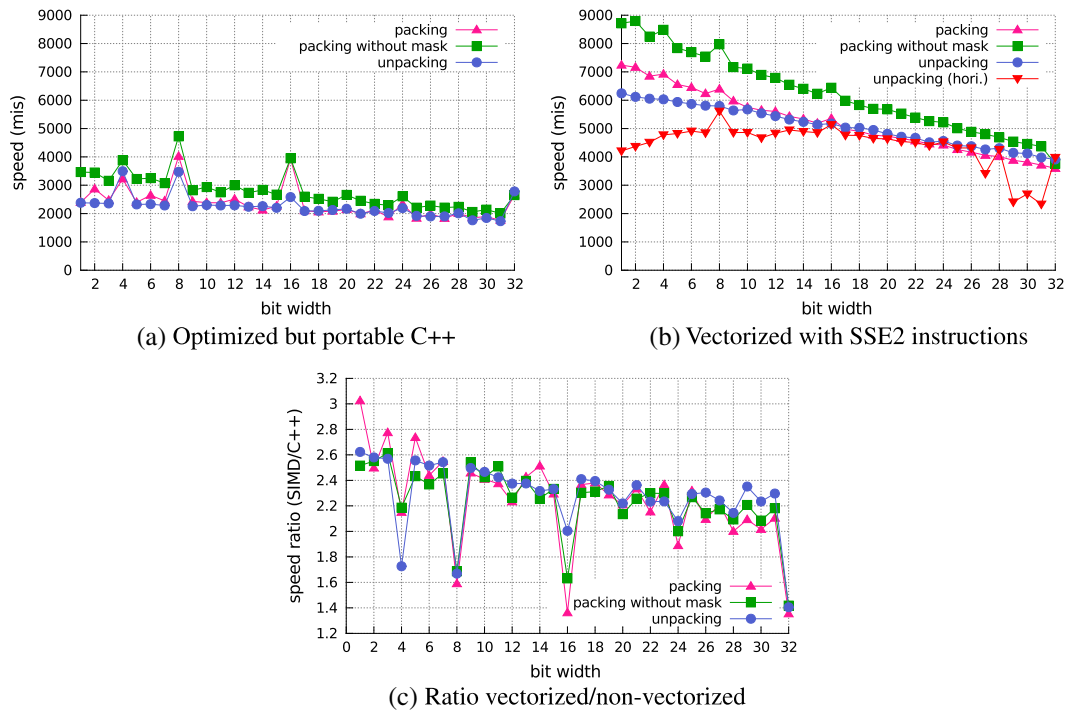 9000
8000
7000
6000
5000
4000
3000
2000
1000
0
speed (mis)
packing
packing without mask
unpacking
2 4 6 8 10 12 14 16 18 20 22 24 26 28 30 32
bit width
(a) Optimized but portable C++
9000
8000
7000
6000
5000
4000
3000
2000
1000
0
speed (mis)
packing
packing without mask
unpacking
unpacking (hori.)
2 4 6 8 10 12 14 16 18 20 22 24 26 28 30 32
bit width
(b) Vectorized with SSE2 instructions
3.2
3
2.8
2.6
2.4
2.2
2
1.8
1.6
1.4
1.2
speed ratio (SIMD/C++)
packing
packing without mask
unpacking
0 2 4 6 8 10 12 14 16 18 20 22 24 26 28 30 32
bit width
(c) Ratio vectorized/non-vectorized